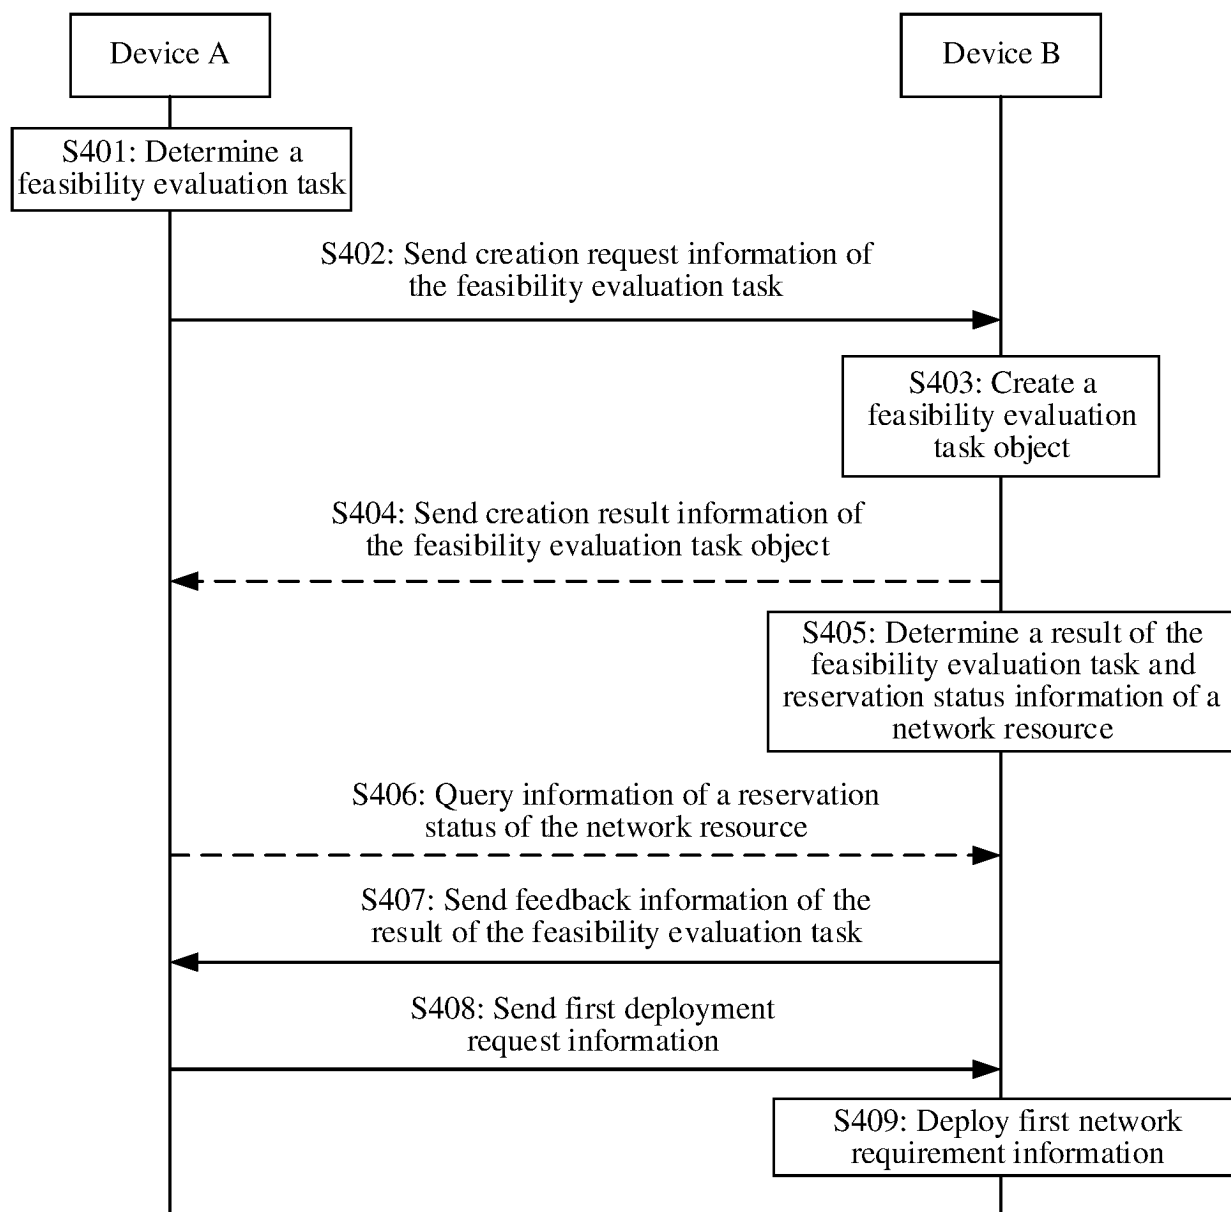 Device A
Device B
S401: Determine a
feasibility evaluation task
S402: Send creation request information of
the feasibility evaluation task
S403: Create a
feasibility evaluation
task object
S404: Send creation result information of
the feasibility evaluation task object
S405: Determine a result of the
feasibility evaluation task and
reservation status information of a
network resource
S406: Query information of a reservation
status of the network resource
S407: Send feedback information of the
result of the feasibility evaluation task
S408: Send first deployment
request information
S409: Deploy first network
requirement information